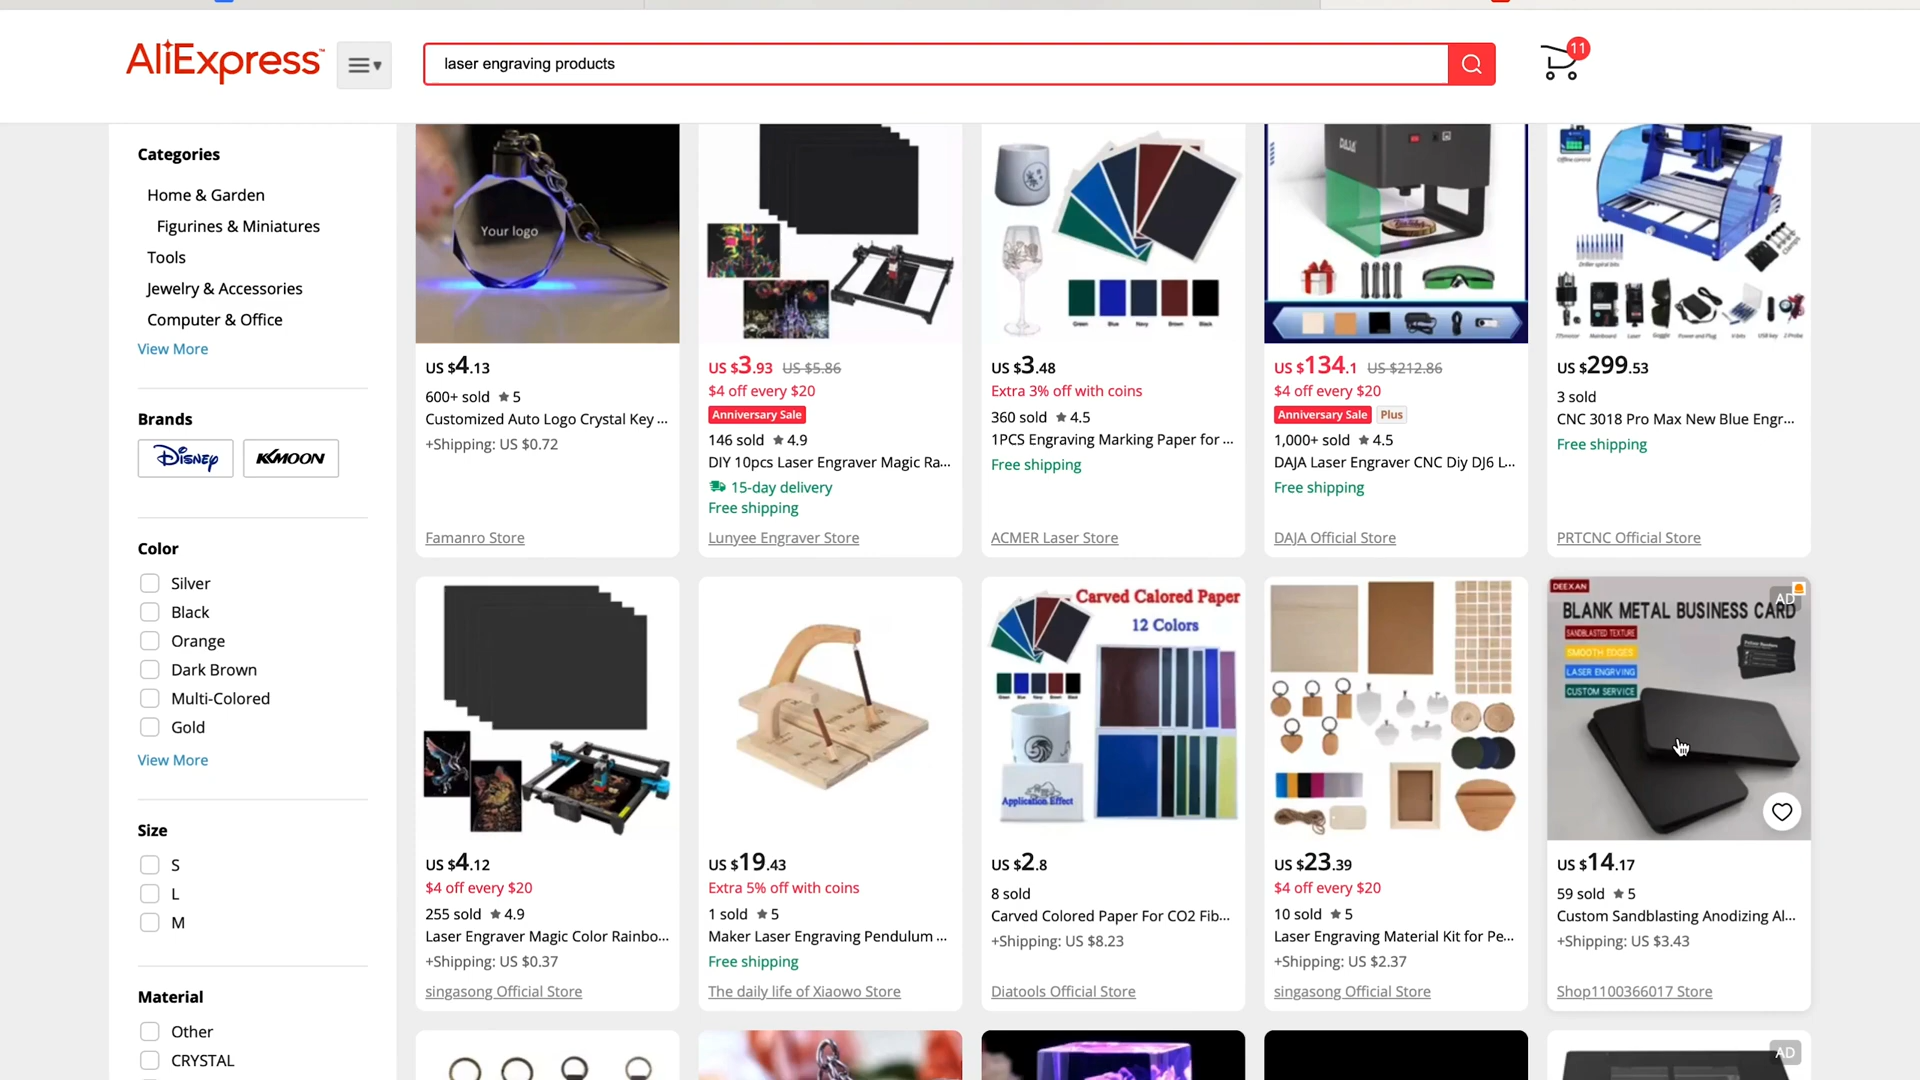 AliExpress
laser engraving products
11
Categories
Home & Garden
Figurines & Miniatures
Tools
Jewelry & Accessories
Computer & Office
View More
Brands
Disney
KKMOON
Color
Silver
Black
Orange
Dark Brown
Multi-Colored
Gold
View More
Size
S
L
M
Material
Other
CRYSTAL
Your logo
US $4.13
600+ sold ★ 5
Customized Auto Logo Crystal Key ...
+Shipping: US $0.72
Famanro Store
US $3.93 US $5.86
$4 off every $20
Anniversary Sale
146 sold ★ 4.9
DIY 10pcs Laser Engraver Magic Ra...
15-day delivery
Free shipping
Lunyee Engraver Store
Green Blue Navy Brown Black
US $3.48
Extra 3% off with coins
360 sold ★ 4.5
1PCS Engraving Marking Paper for ...
Free shipping
ACMER Laser Store
DAJA
US $134.1 US $212.86
$4 off every $20
Anniversary Sale Plus
1,000+ sold ★ 4.5
DAJA Laser Engraver CNC Diy DJ6 L...
Free shipping
DAJA Official Store
Offline control
US $299.53
3 sold
CNC 3018 Pro Max New Blue Engr...
Free shipping
PRTCNC Official Store
US $4.12
$4 off every $20
255 sold ★ 4.9
Laser Engraver Magic Color Rainbo...
+Shipping: US $0.37
singasong Official Store
US $19.43
Extra 5% off with coins
1 sold ★ 5
Maker Laser Engraving Pendulum ...
Free shipping
The daily life of Xiaowo Store
Carved Calored Paper
12 Colors
Application Effect
US $2.8
8 sold
Carved Colored Paper For CO2 Fib...
+Shipping: US $8.23
Diatools Official Store
US $23.39
$4 off every $20
10 sold ★ 5
Laser Engraving Material Kit for Pe...
+Shipping: US $2.37
singasong Official Store
DEEXAN
AD
BLANK METAL BUSINESS CARD
SANDBLASTED TEXTURE
SMOOTH EDGES
LASER ENGRVING
CUSTOM SERVICE
US $14.17
59 sold ★ 5
Custom Sandblasting Anodizing Al...
+Shipping: US $3.43
Shop1100366017 Store
AD